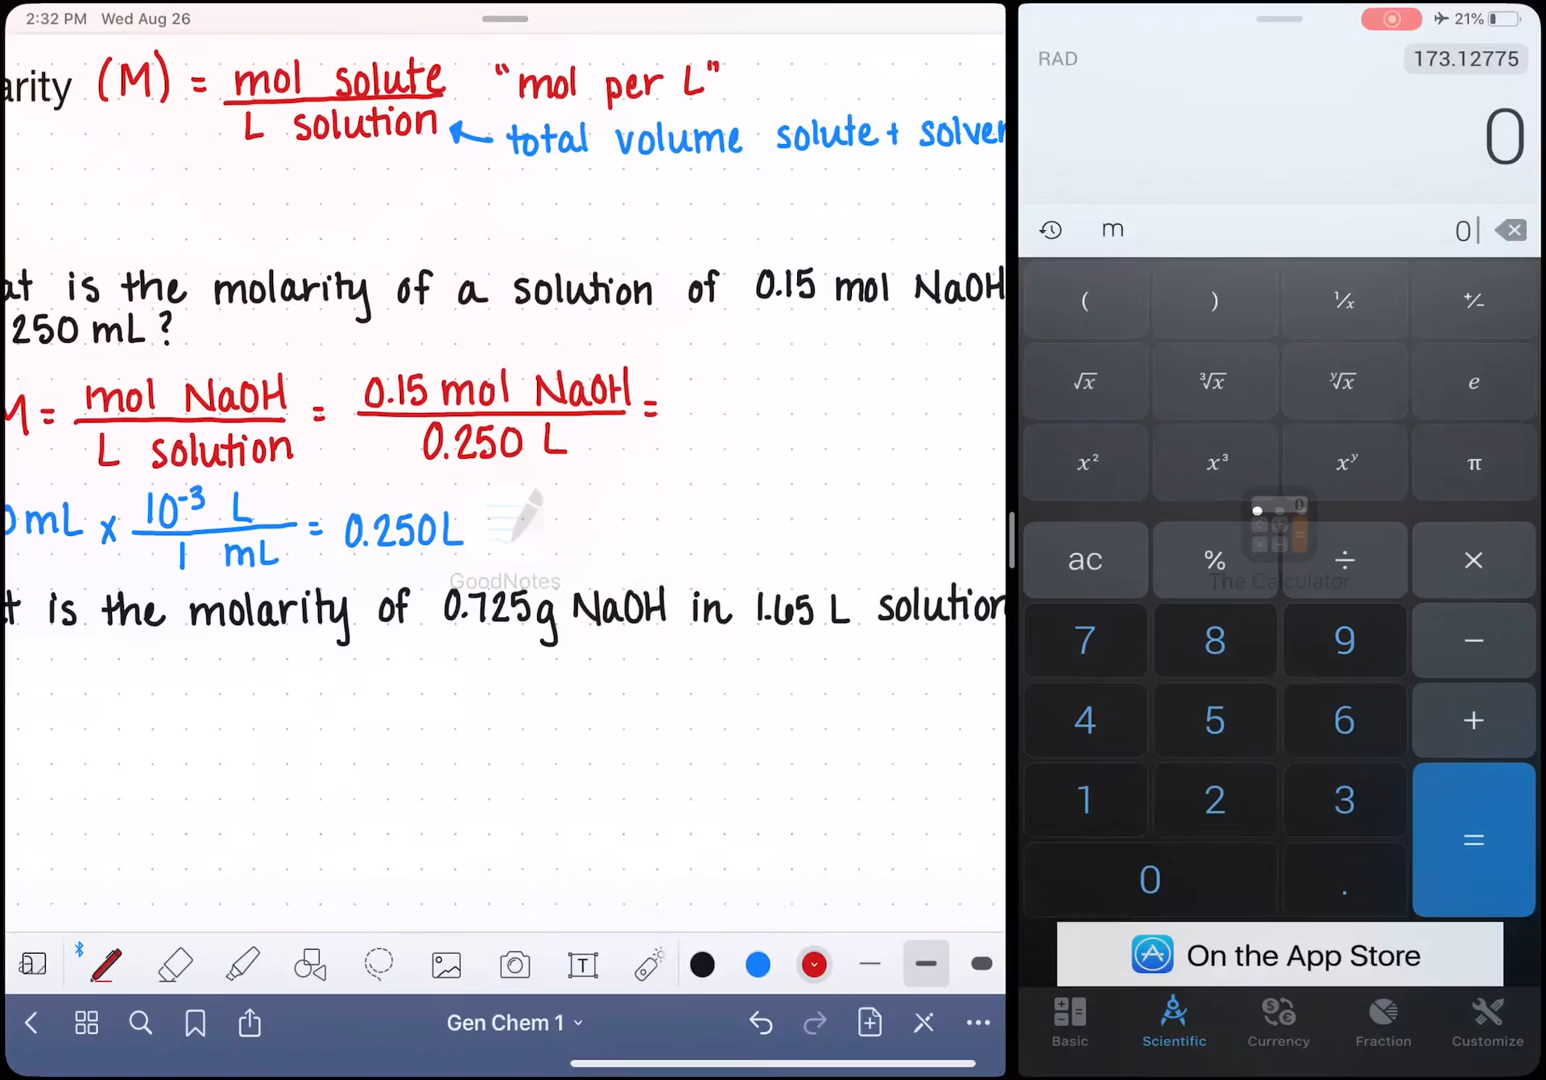 2:32 PM Wed Aug 26
arity (M) = mol solute "mol per L"
L solution
total volume solute + solver
at is the molarity of a solution of 0.15 mol NaOH
250 mL ?
M = mol NaOH = 0.15 mol NaOH =
L solution 0.250 L
0 mL x 10⁻³ L = 0.250L
1 mL
GoodNotes
t is the molarity of 0.725g NaOH in 1.65 L solution
T
Gen Chem 1
21%
RAD 173.12775
0
m 0
( ) 1/x +/-
√x ³√x ʸ√x e
x² x³ xʸ π
ac % ÷ ×
The Calculator
7 8 9 −
4 5 6 +
1 2 3 =
0 .
On the App Store
Basic Scientific Currency Fraction Customize